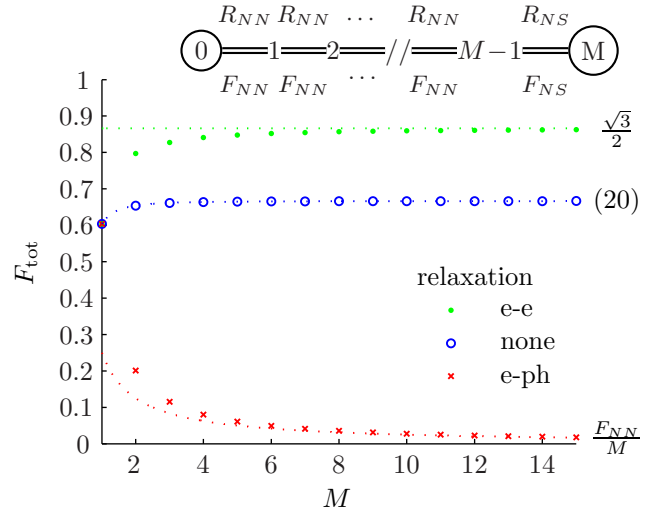 R_{NN} R_{NN} ... R_{NN} R_{NS}
0 1 2 // M-1 M
F_{NN} F_{NN} ... F_{NN} F_{NS}
1
0.9
0.8
0.7
0.6
0.5
0.4
0.3
0.2
0.1
0
F_{tot}
√3/2
(20)
F_{NN}/M
relaxation
e-e
none
e-ph
2 4 6 8 10 12 14
M